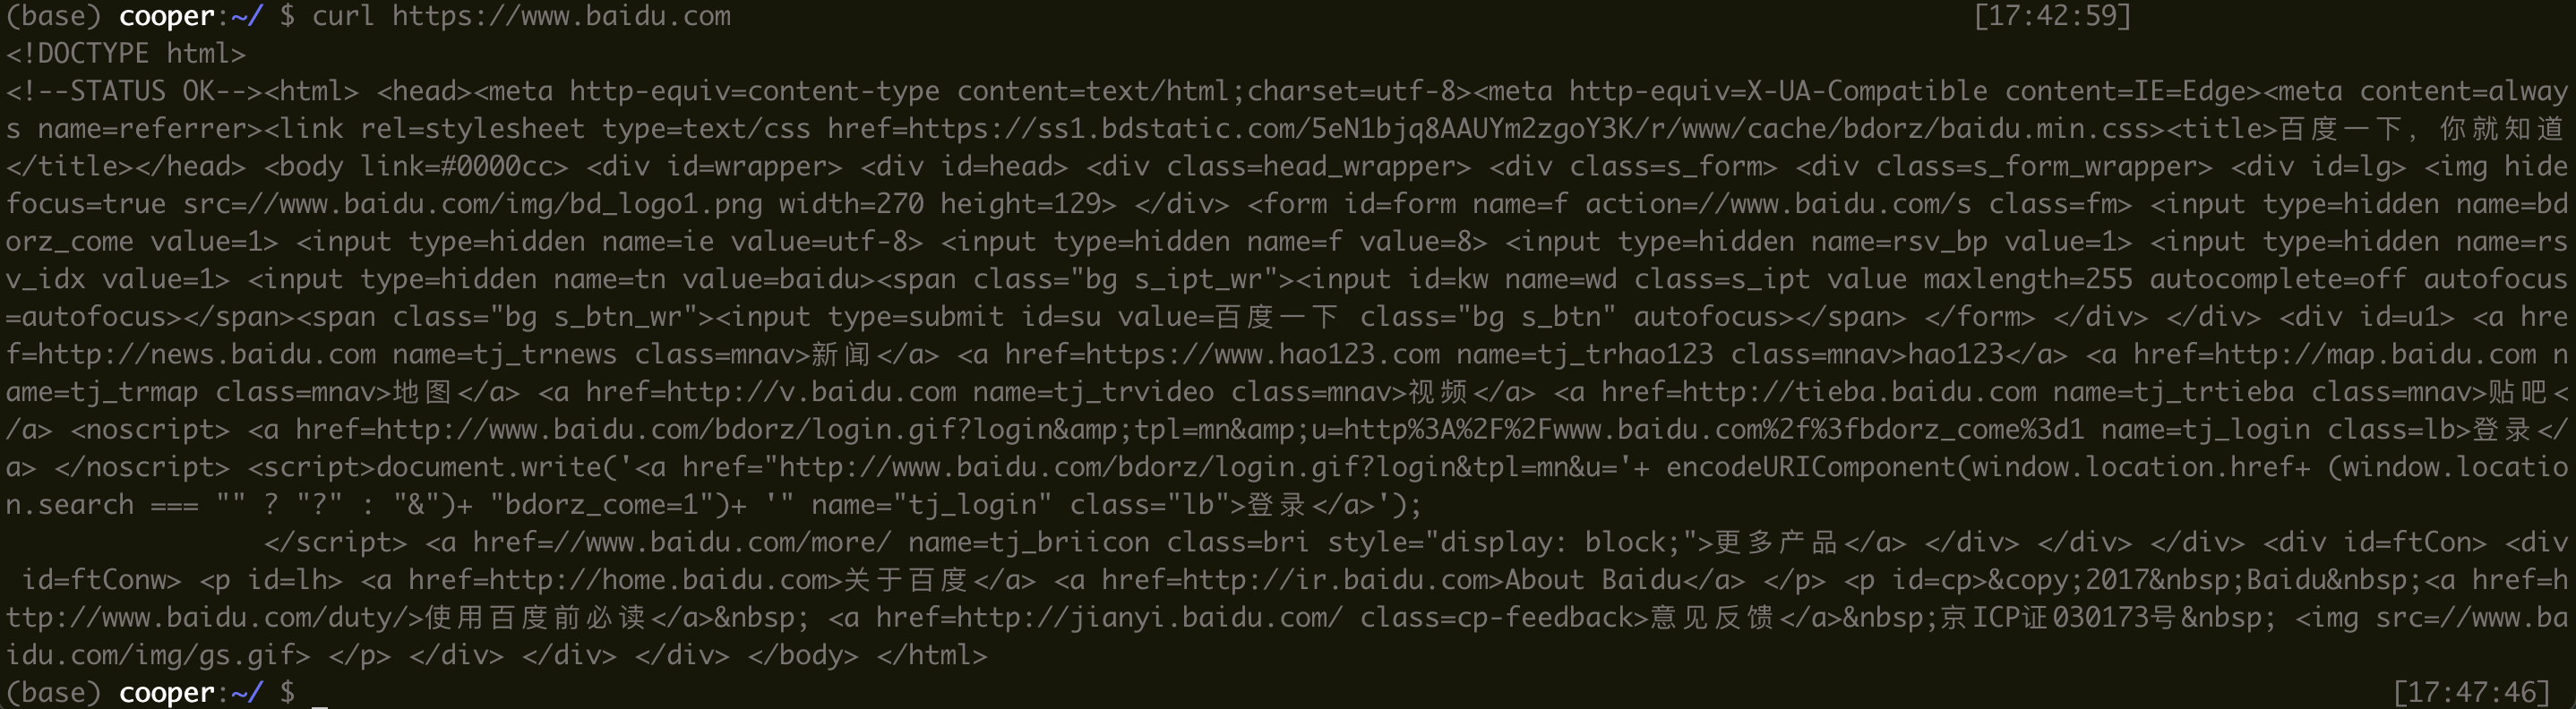 (base) cooper:~/ $ curl https://www.baidu.com [17:42:59]
<!DOCTYPE html>
<!--STATUS OK--><html> <head><meta http-equiv=content-type content=text/html;charset=utf-8><meta http-equiv=X-UA-Compatible content=IE=Edge><meta content=alway
s name=referrer><link rel=stylesheet type=text/css href=https://ss1.bdstatic.com/5eN1bjq8AAUYm2zgoY3K/r/www/cache/bdorz/baidu.min.css><title>百度一下，你就知道
</title></head> <body link=#0000cc> <div id=wrapper> <div id=head> <div class=head_wrapper> <div class=s_form> <div class=s_form_wrapper> <div id=lg> <img hide
focus=true src=//www.baidu.com/img/bd_logo1.png width=270 height=129> </div> <form id=form name=f action=//www.baidu.com/s class=fm> <input type=hidden name=bd
orz_come value=1> <input type=hidden name=ie value=utf-8> <input type=hidden name=f value=8> <input type=hidden name=rsv_bp value=1> <input type=hidden name=rs
v_idx value=1> <input type=hidden name=tn value=baidu><span class="bg s_ipt_wr"><input id=kw name=wd class=s_ipt value maxlength=255 autocomplete=off autofocus
=autofocus></span><span class="bg s_btn_wr"><input type=submit id=su value=百度一下 class="bg s_btn" autofocus></span> </form> </div> </div> <div id=u1> <a hre
f=http://news.baidu.com name=tj_trnews class=mnav>新闻</a> <a href=https://www.hao123.com name=tj_trhao123 class=mnav>hao123</a> <a href=http://map.baidu.com n
ame=tj_trmap class=mnav>地图</a> <a href=http://v.baidu.com name=tj_trvideo class=mnav>视频</a> <a href=http://tieba.baidu.com name=tj_trtieba class=mnav>贴吧<
/a> <noscript> <a href=http://www.baidu.com/bdorz/login.gif?login&amp;tpl=mn&amp;u=http%3A%2F%2Fwww.baidu.com%2f%3fbdorz_come%3d1 name=tj_login class=lb>登录</
a> </noscript> <script>document.write('<a href="http://www.baidu.com/bdorz/login.gif?login&tpl=mn&u='+ encodeURIComponent(window.location.href+ (window.locatio
n.search === "" ? "?" : "&")+ "bdorz_come=1")+ '" name="tj_login" class="lb">登录</a>');
</script> <a href=//www.baidu.com/more/ name=tj_briicon class=bri style="display: block;">更多产品</a> </div> </div> </div> <div id=ftCon> <div
id=ftConw> <p id=lh> <a href=http://home.baidu.com>关于百度</a> <a href=http://ir.baidu.com>About Baidu</a> </p> <p id=cp>&copy;2017&nbsp;Baidu&nbsp;<a href=h
ttp://www.baidu.com/duty/>使用百度前必读</a>&nbsp; <a href=http://jianyi.baidu.com/ class=cp-feedback>意见反馈</a>&nbsp;京ICP证030173号&nbsp; <img src=//www.ba
idu.com/img/gs.gif> </p> </div> </div> </div> </body> </html>
(base) cooper:~/ $ [17:47:46]